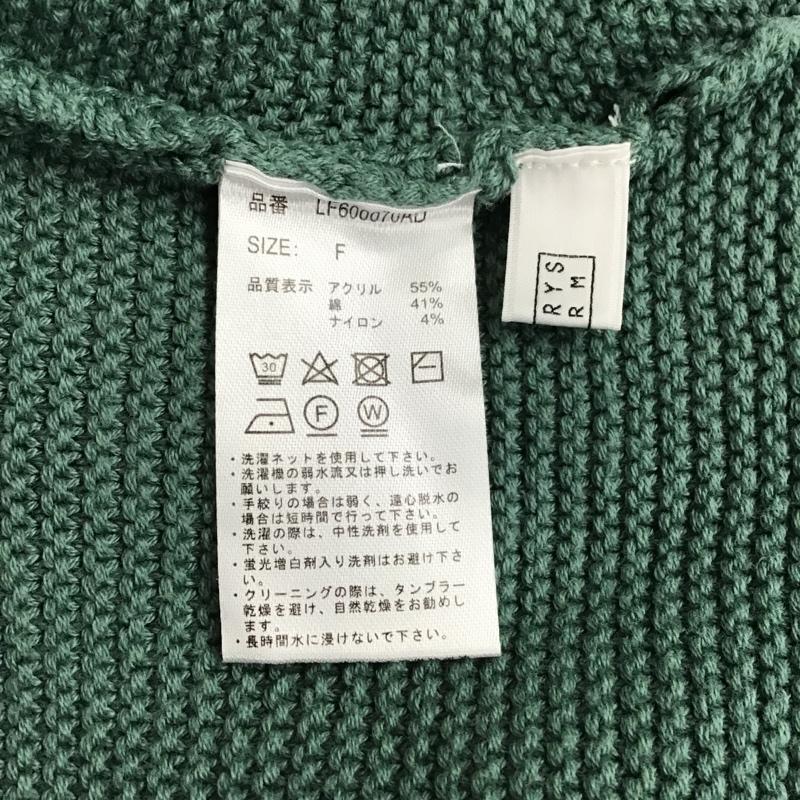 品番
SIZE: F
品質表示 アクリル 55%
綿 41%
ナイロン 4%
30
F W
・洗濯ネットを使用して下さい。
・洗濯機の弱水流又は押し洗いでお
願いします。
・手絞りの場合は弱く、遠心脱水の
場合は短時間で行って下さい。
・洗濯の際は、中性洗剤を使用して
下さい。
・蛍光増白剤入り洗剤はお避け下さ
い。
・クリーニングの際は、タンブラー
乾燥を避け、自然乾燥をお勧めし
ます。
・長時間水に浸けないで下さい。
RYS
RM